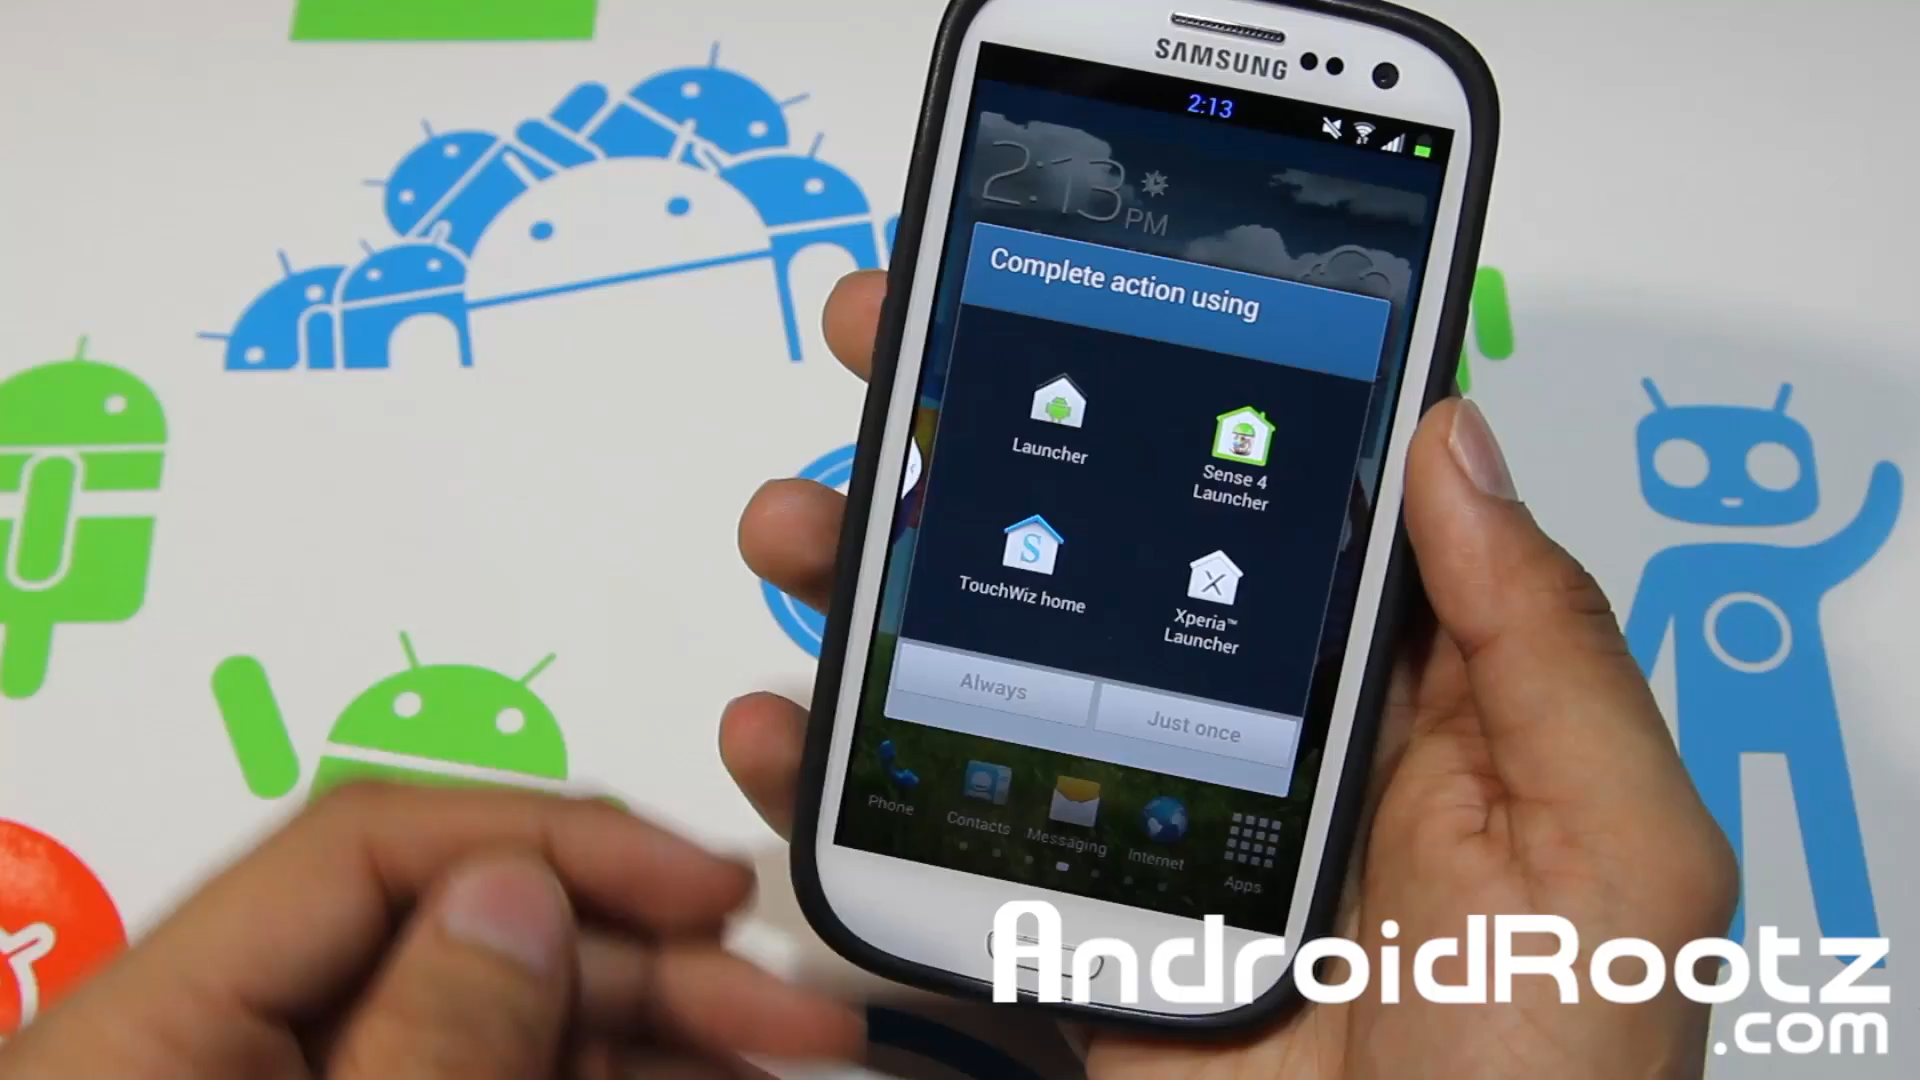 SAMSUNG
2:13
2:13 PM
Complete action using
Launcher
Sense 4
Launcher
TouchWiz home
Xperia™
Launcher
Always
Just once
Phone
Contacts
Messaging
Internet
Apps
AndroidRootz
.com